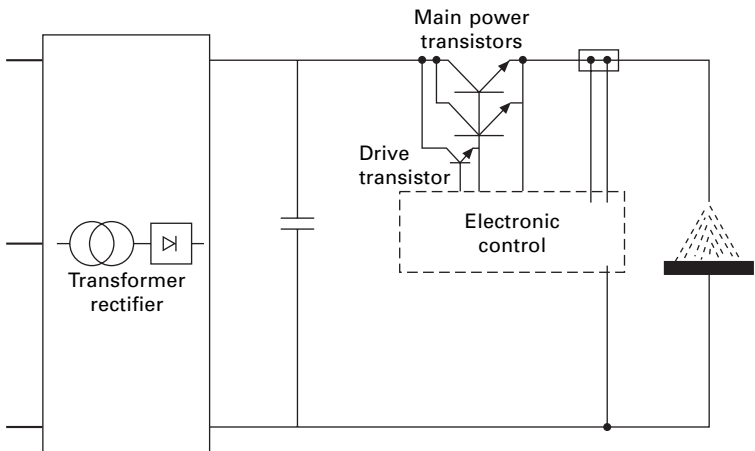 Main power
transistors
Drive
transistor
Electronic
control
Transformer
rectifier